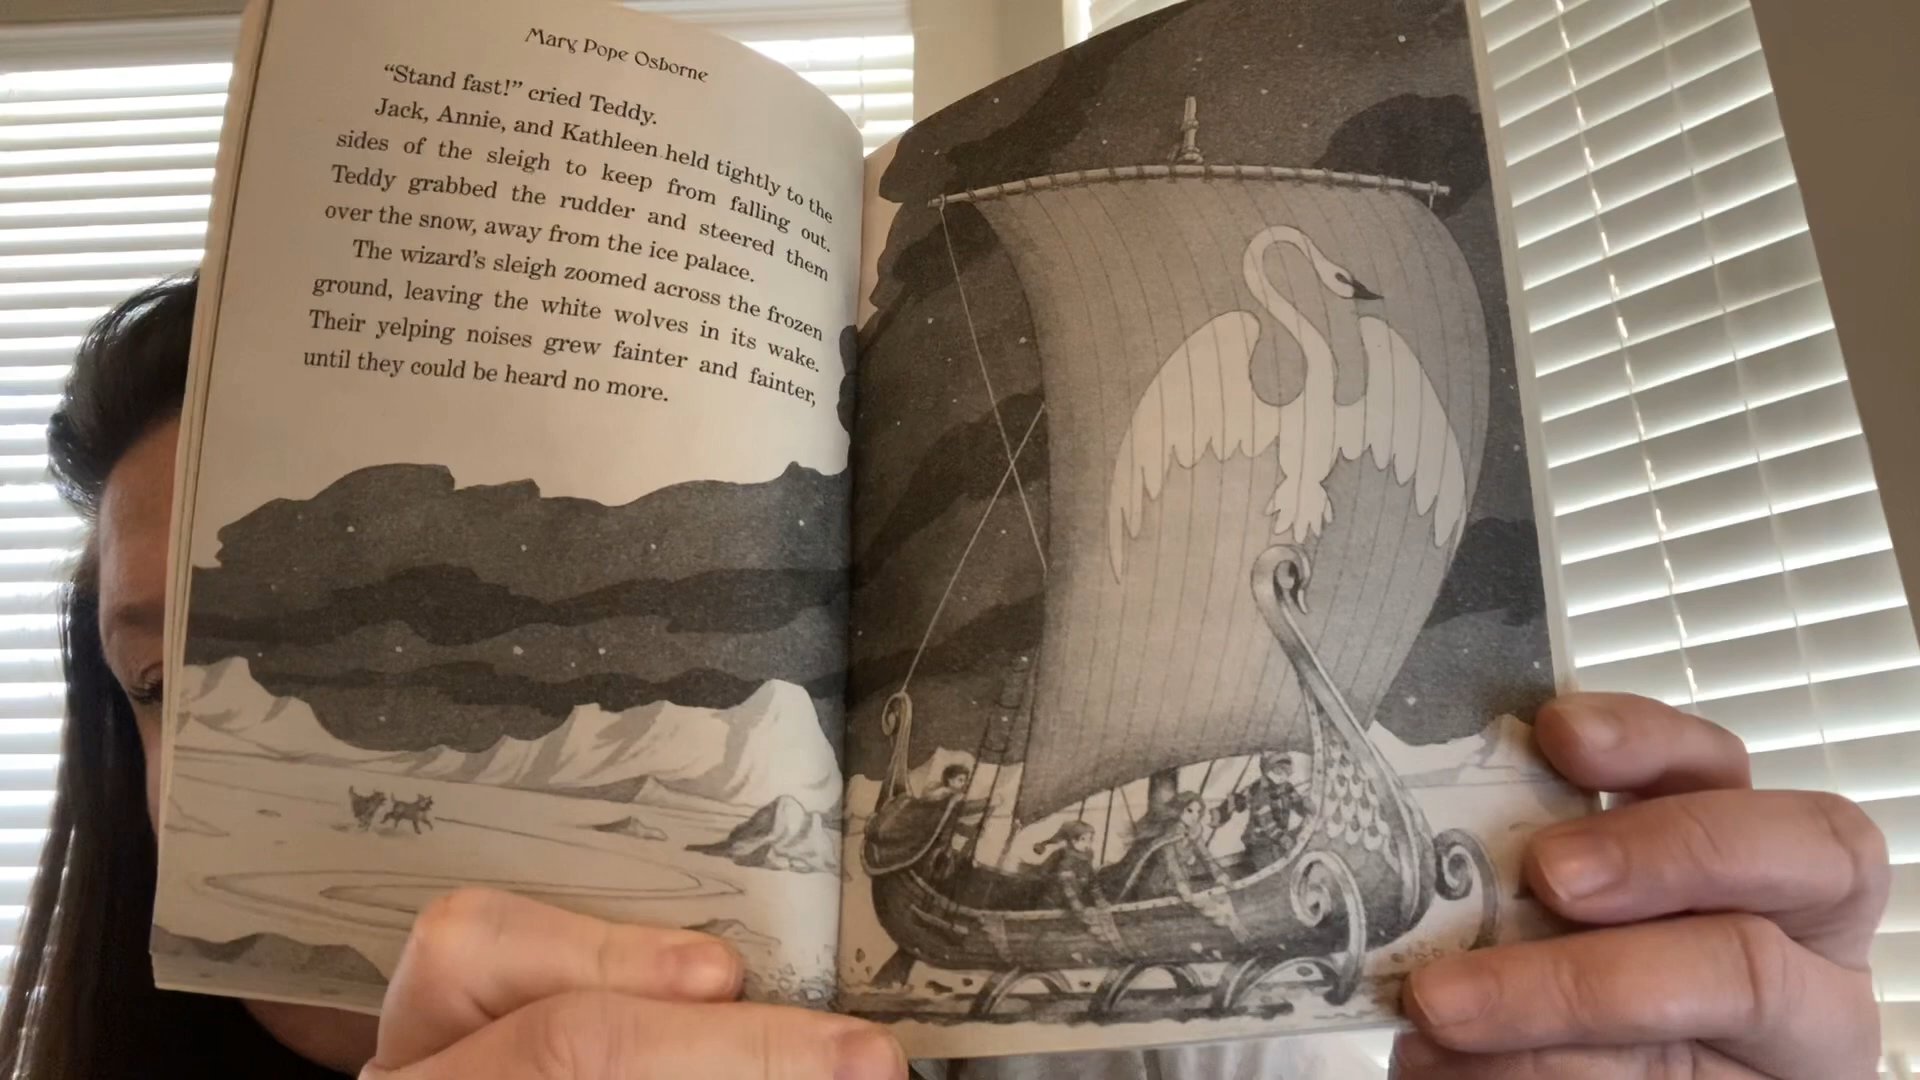 Mary Pope Osborne
“Stand fast!” cried Teddy.
Jack, Annie, and Kathleen held tightly to the
sides of the sleigh to keep from falling out.
Teddy grabbed the rudder and steered them
over the snow, away from the ice palace.
The wizard’s sleigh zoomed across the frozen
ground, leaving the white wolves in its wake.
Their yelping noises grew fainter and fainter,
until they could be heard no more.